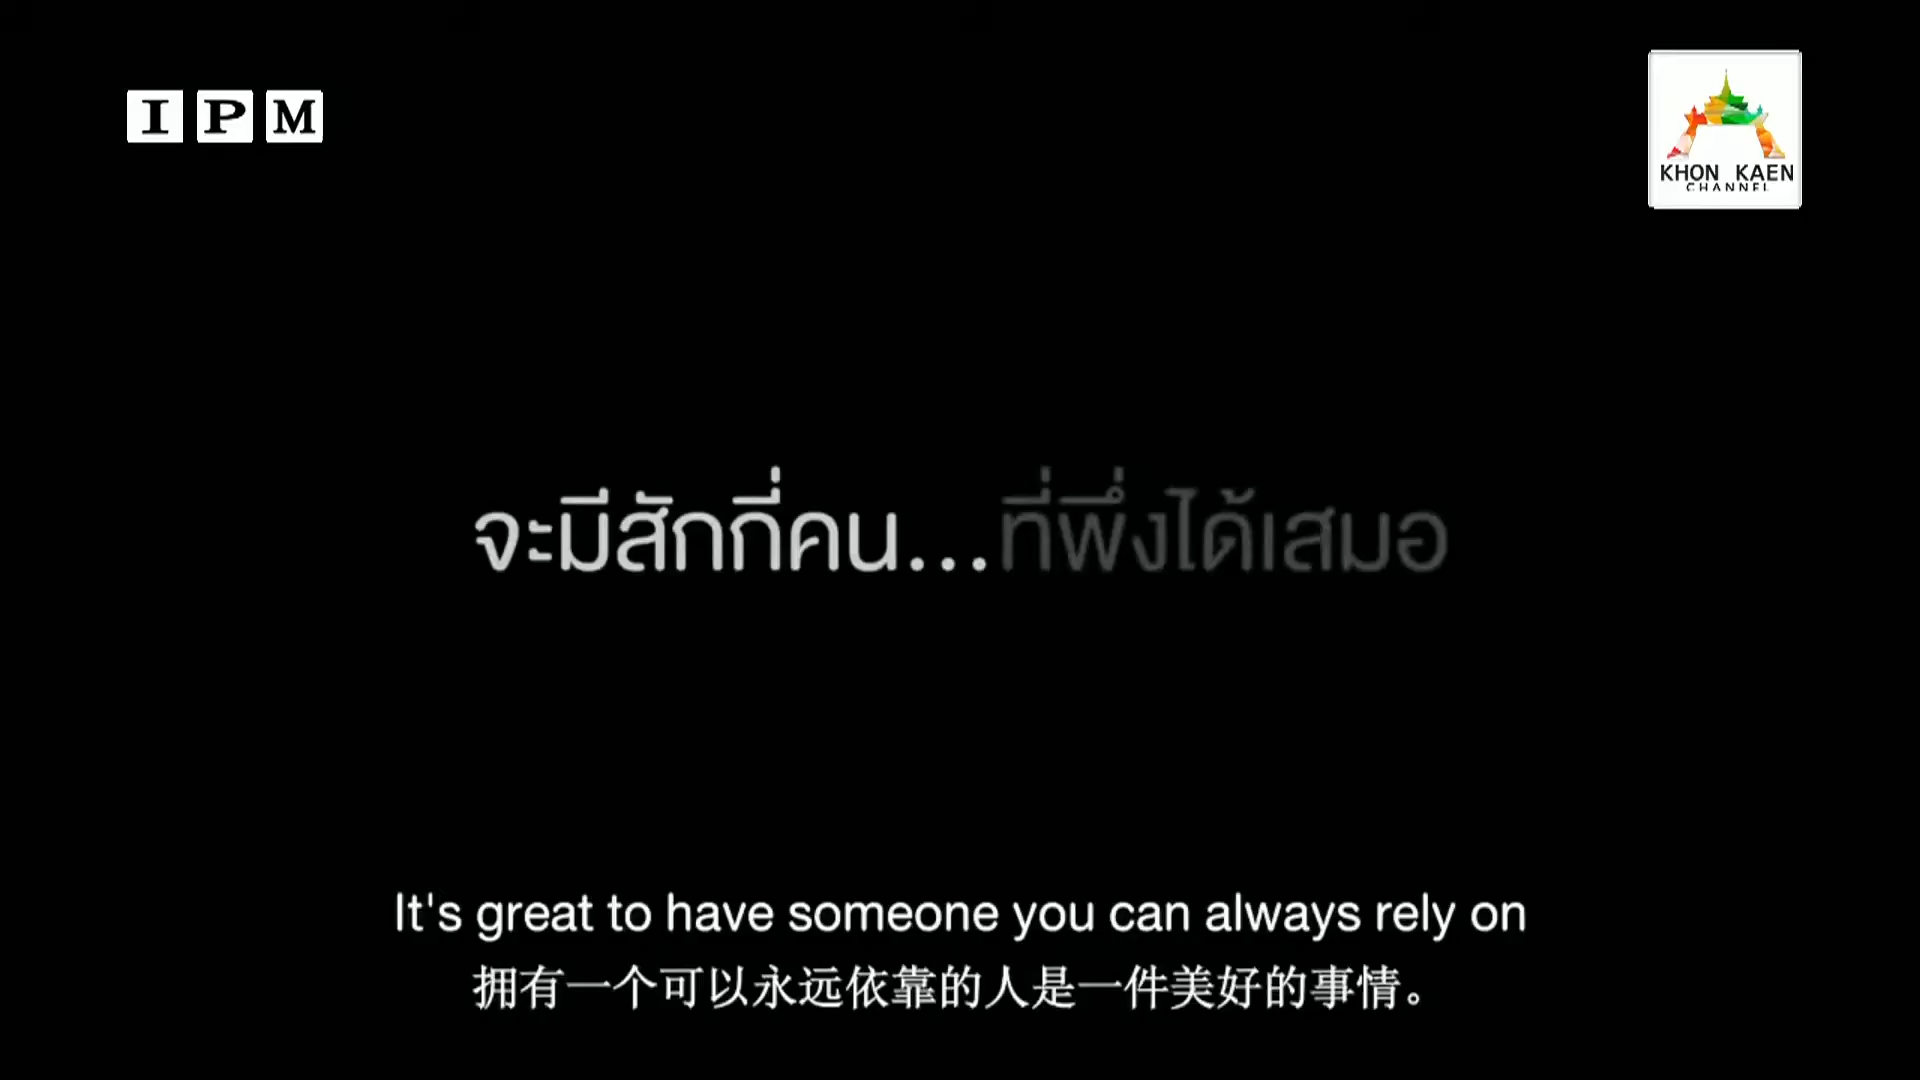 IPM
KHON KAEN
CHANNEL
จะมีสักกี่คน...ที่พึ่งได้เสมอ
It's great to have someone you can always rely on
拥有一个可以永远依靠的人是一件美好的事情。